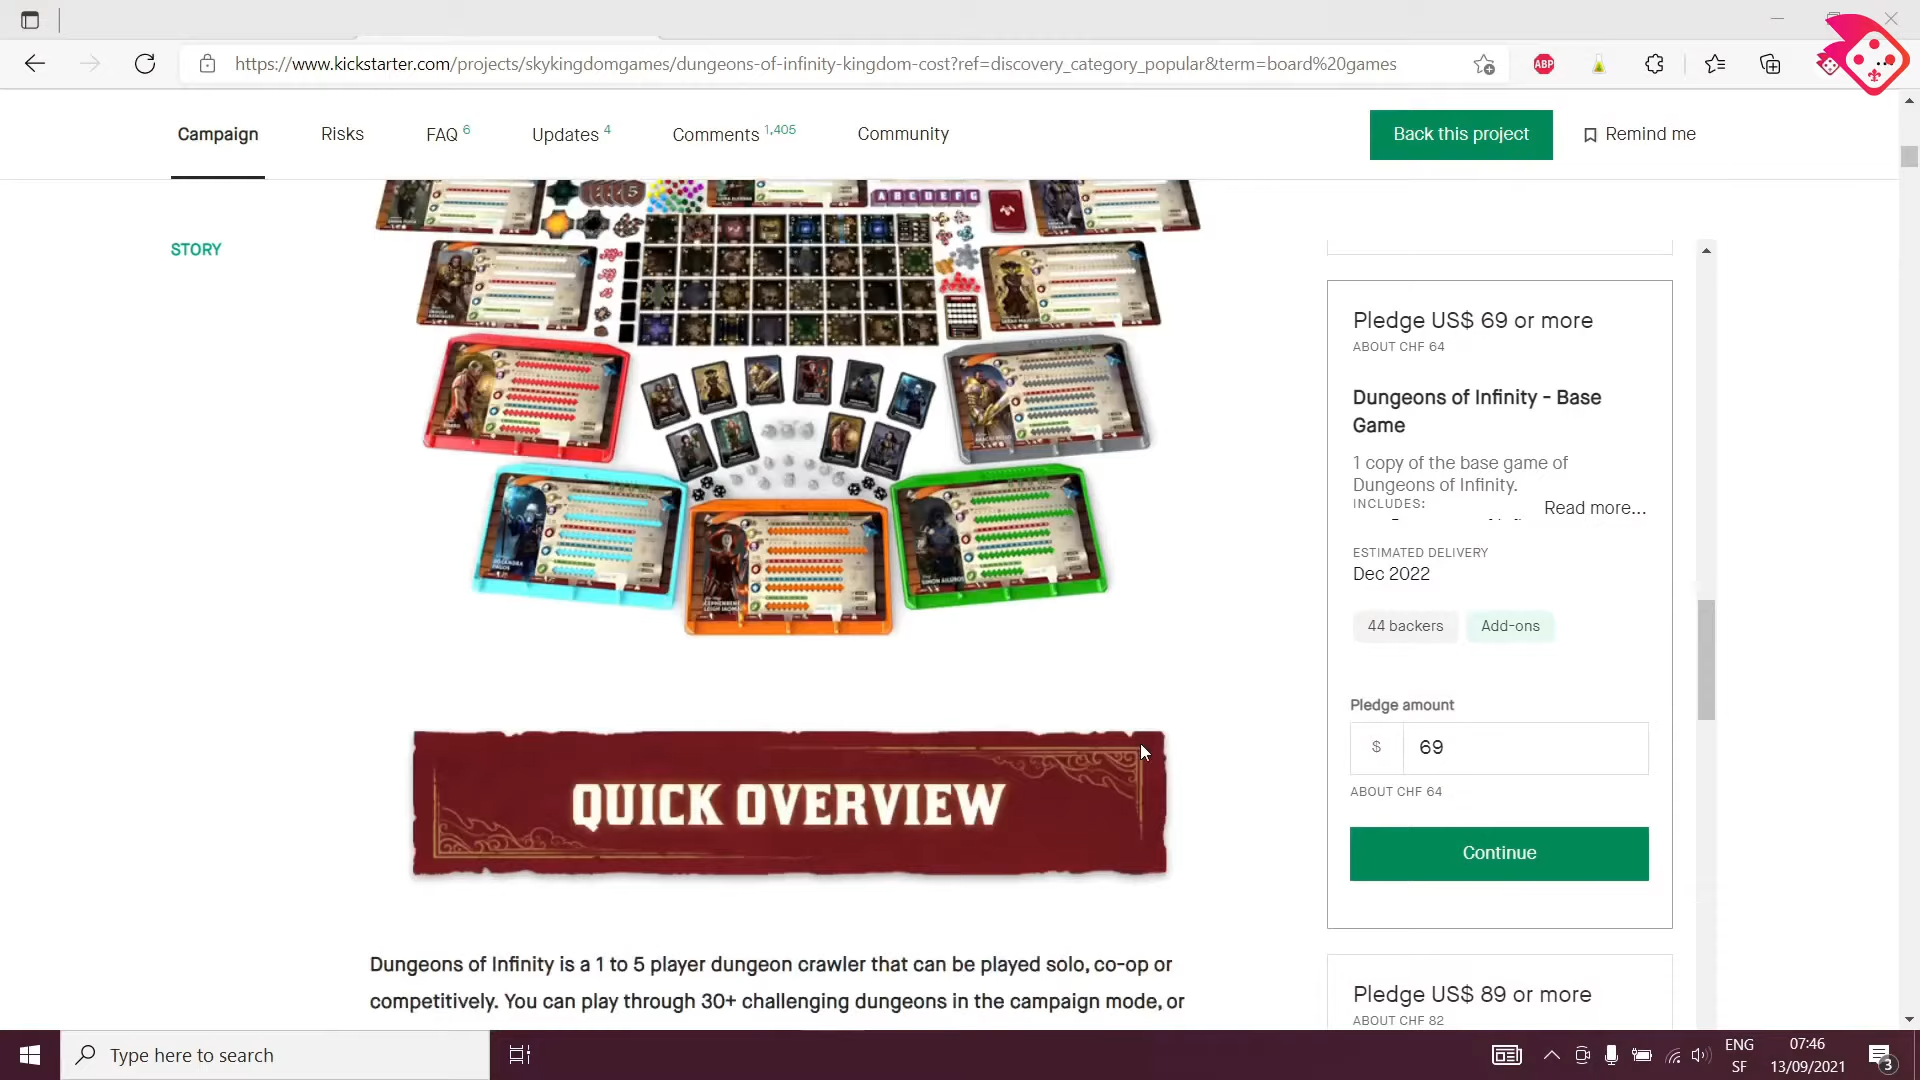 https://www.kickstarter.com/projects/skykingdomgames/dungeons-of-infinity-kingdom-cost?ref=discovery_category_popular&term=board%20games
ABP
Campaign
Risks
FAQ 6
Updates 4
Comments 1,405
Community
Back this project
Remind me
STORY
A B C D E F G
Pledge US$ 69 or more
ABOUT CHF 64
Dungeons of Infinity - Base
Game
1 copy of the base game of
Dungeons of Infinity.
INCLUDES:
Read more...
ESTIMATED DELIVERY
Dec 2022
44 backers
Add-ons
Pledge amount
$ 69
ABOUT CHF 64
Continue
QUICK OVERVIEW
Dungeons of Infinity is a 1 to 5 player dungeon crawler that can be played solo, co-op or
competitively. You can play through 30+ challenging dungeons in the campaign mode, or
Pledge US$ 89 or more
ABOUT CHF 82
Type here to search
ENG
SF
07:46
13/09/2021
3